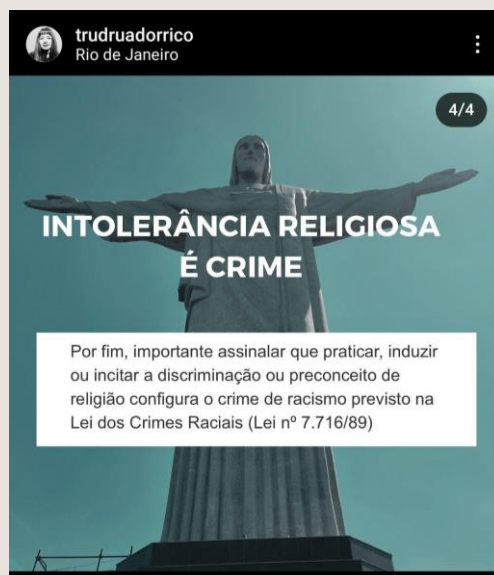 trudruadorrico
Rio de Janeiro
4/4
INTOLERÂNCIA RELIGIOSA
É CRIME
Por fim, importante assinalar que praticar, induzir
ou incitar a discriminação ou preconceito de
religião configura o crime de racismo previsto na
Lei dos Crimes Raciais (Lei nº 7.716/89)